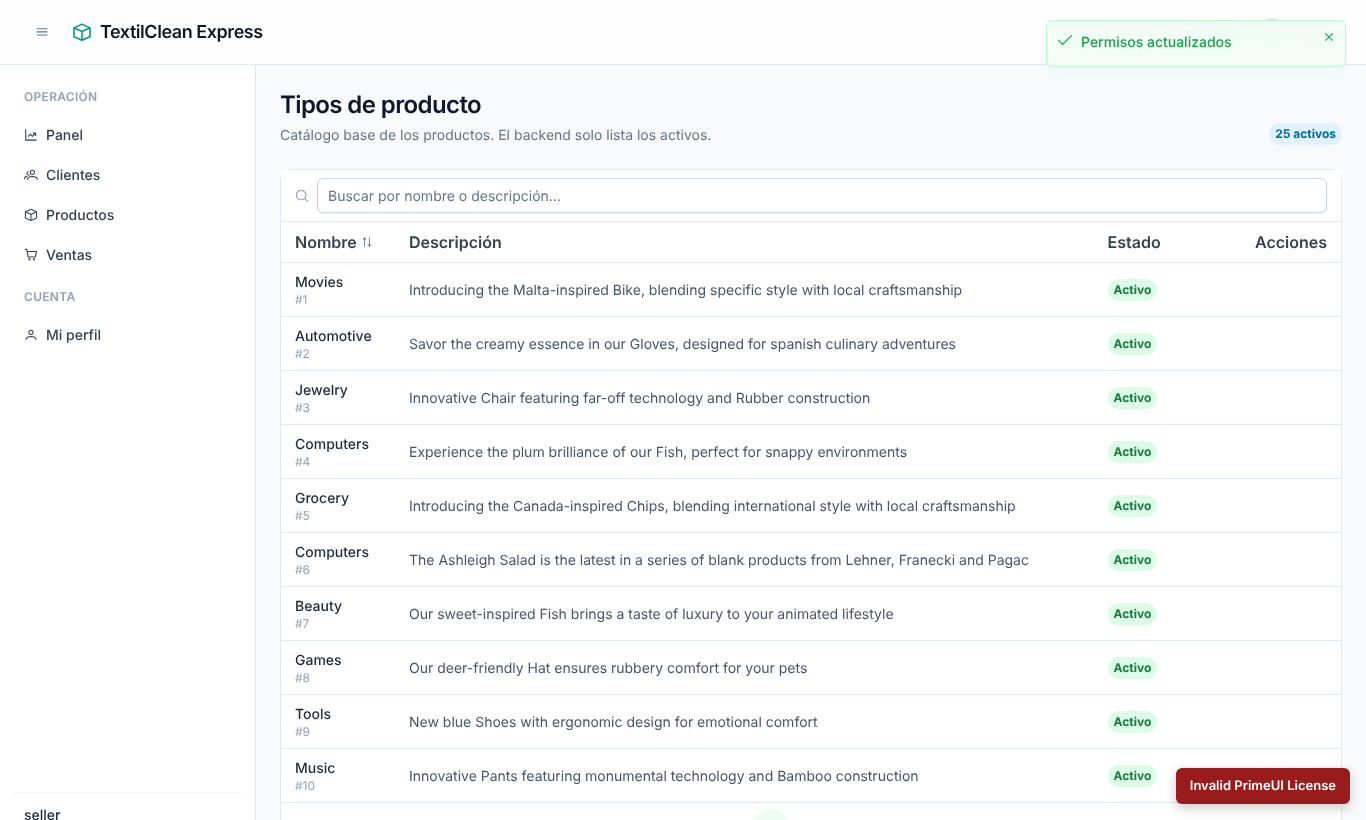 TextilClean Express
Permisos actualizados
OPERACIÓN
Panel
Clientes
Productos
Ventas
CUENTA
Mi perfil
seller
Tipos de producto
Catálogo base de los productos. El backend solo lista los activos.
25 activos
Buscar por nombre o descripción...
Nombre Descripción Estado Acciones
Movies
#1
Introducing the Malta-inspired Bike, blending specific style with local craftsmanship
Activo
Automotive
#2
Savor the creamy essence in our Gloves, designed for spanish culinary adventures
Activo
Jewelry
#3
Innovative Chair featuring far-off technology and Rubber construction
Activo
Computers
#4
Experience the plum brilliance of our Fish, perfect for snappy environments
Activo
Grocery
#5
Introducing the Canada-inspired Chips, blending international style with local craftsmanship
Activo
Computers
#6
The Ashleigh Salad is the latest in a series of blank products from Lehner, Franecki and Pagac
Activo
Beauty
#7
Our sweet-inspired Fish brings a taste of luxury to your animated lifestyle
Activo
Games
#8
Our deer-friendly Hat ensures rubbery comfort for your pets
Activo
Tools
#9
New blue Shoes with ergonomic design for emotional comfort
Activo
Music
#10
Innovative Pants featuring monumental technology and Bamboo construction
Activo
Invalid PrimeUI License